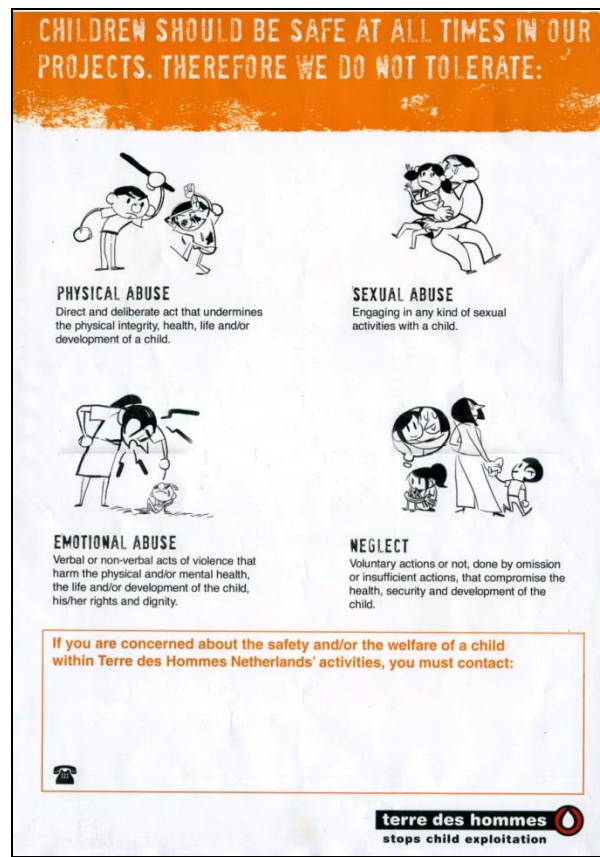 CHILDREN SHOULD BE SAFE AT ALL TIMES IN OUR
PROJECTS. THEREFORE WE DO NOT TOLERATE:
PHYSICAL ABUSE
Direct and deliberate act that undermines
the physical integrity, health, life and/or
development of a child.
SEXUAL ABUSE
Engaging in any kind of sexual
activities with a child.
EMOTIONAL ABUSE
Verbal or non-verbal acts of violence that
harm the physical and/or mental health,
the life and/or development of the child,
his/her rights and dignity.
NEGLECT
Voluntary actions or not, done by omission
or insufficient actions, that compromise the
health, security and development of the
child.
If you are concerned about the safety and/or the welfare of a child
within Terre des Hommes Netherlands' activities, you must contact:
terre des hommes
stops child exploitation